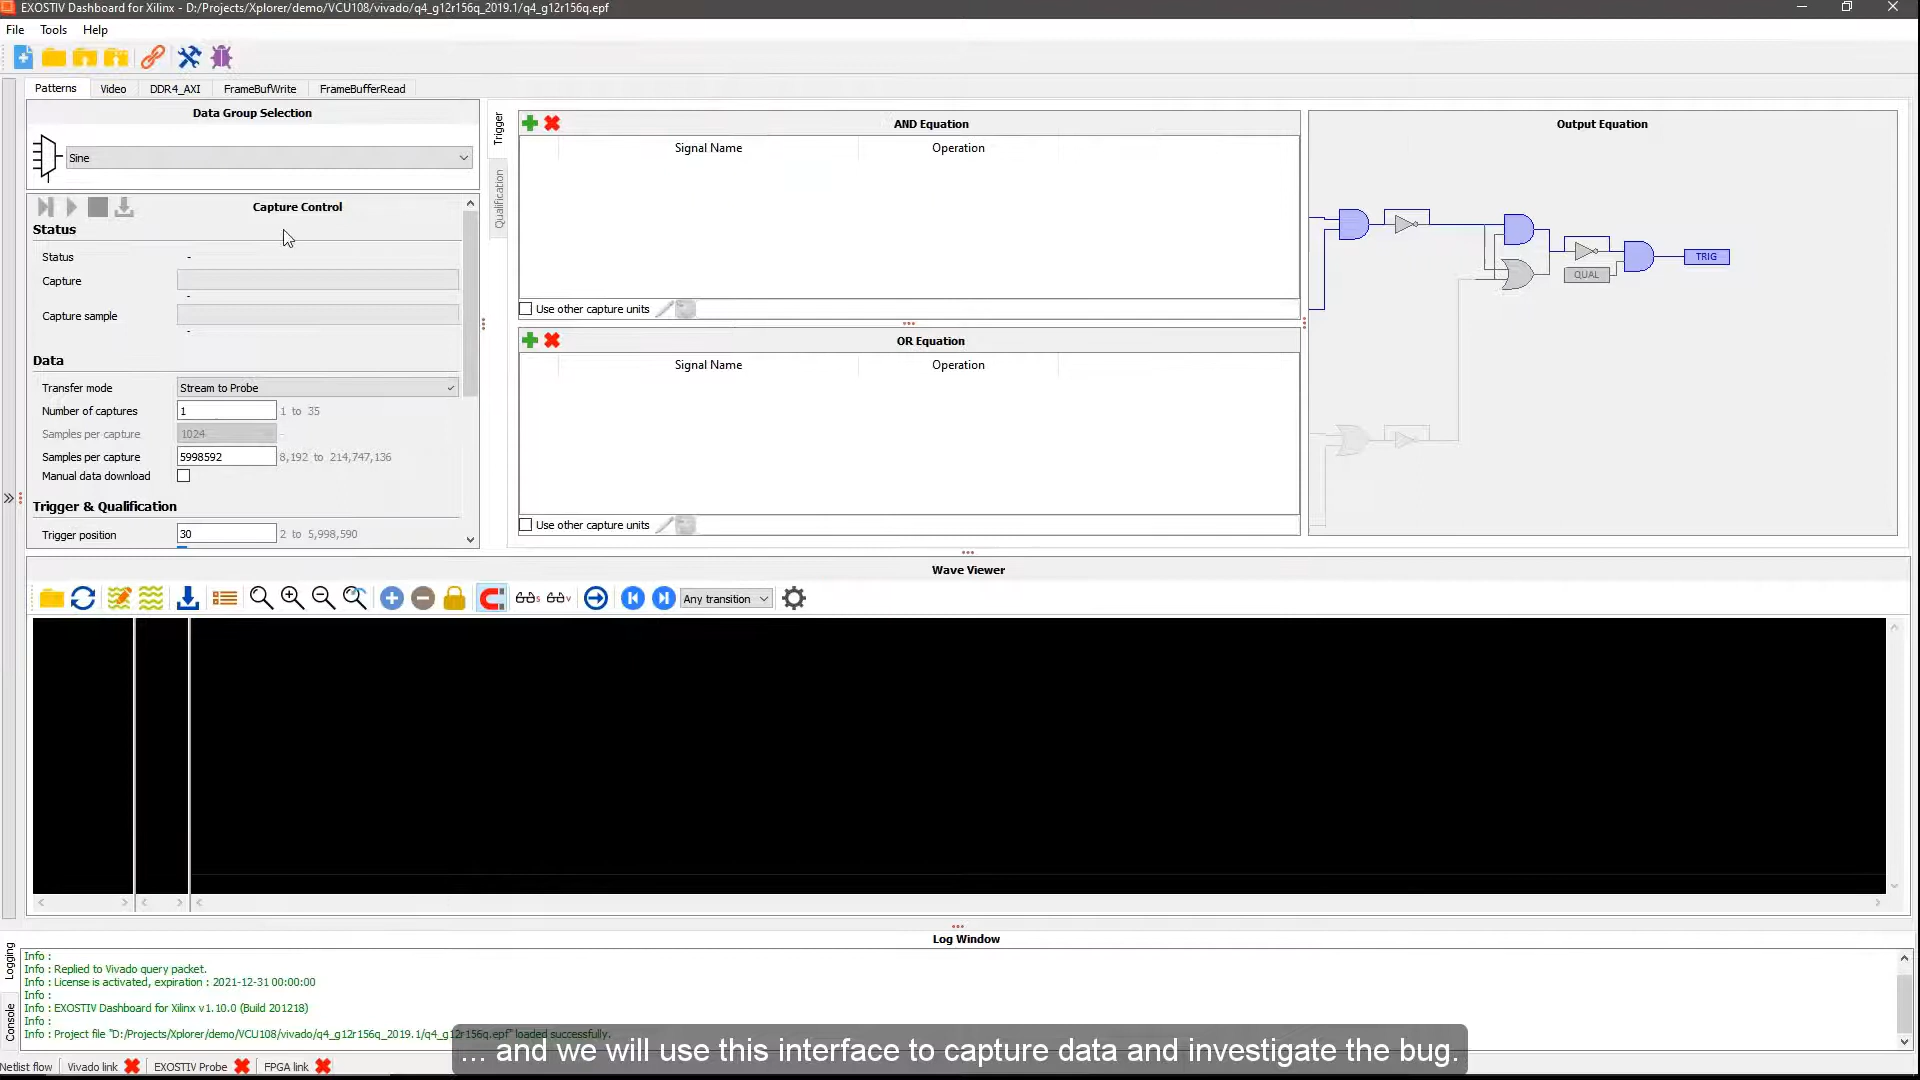 EXOSTIV Dashboard for Xilinx - D:/Projects/Xplorer/demo/VCU108/vivado/q4_g12r156q_2019.1/q4_g12r156q.epf
File Tools Help
Patterns Video DDR4_AXI FrameBufWrite FrameBufferRead
Data Group Selection
Sine
Capture Control
Status
Status -
Capture
-
Capture sample
-
Data
Transfer mode Stream to Probe
Number of captures 1 1 to 35
Samples per capture 1024 -
Samples per capture 5998592 8,192 to 214,747,136
Manual data download
Trigger & Qualification
Trigger position 30 2 to 5,998,590
Trigger
Qualification
AND Equation
Signal Name Operation
Use other capture units
OR Equation
Signal Name Operation
Use other capture units
Output Equation
QUAL
TRIG
Wave Viewer
Any transition
Log Window
Logging
Console
Info :
Info : Replied to Vivado query packet.
Info : License is activated, expiration : 2021-12-31 00:00:00
Info :
Info : EXOSTIV Dashboard for Xilinx v1.10.0 (Build 201218)
Info :
Info : Project file "D:/Projects/Xplorer/demo/VCU108/vivado/q4_g12r156q_2019.1/q4_g12r156q.epf" loaded successfully.
... and we will use this interface to capture data and investigate the bug.
Netlist flow Vivado link EXOSTIV Probe FPGA link